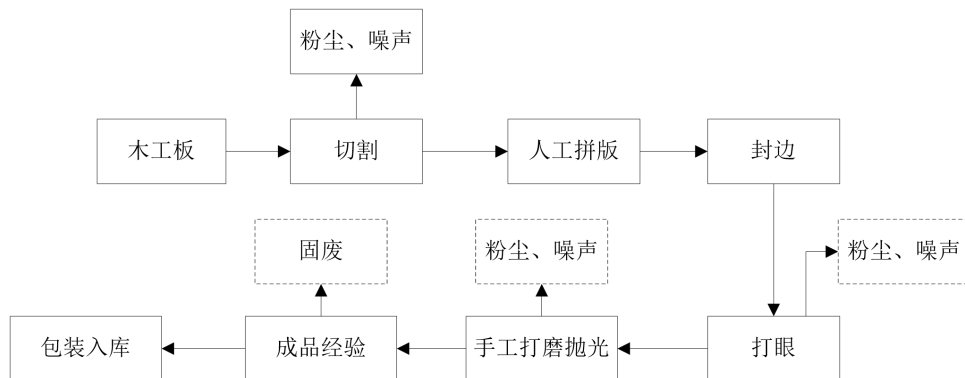 粉尘、噪声
木工板
切割
人工拼版
封边
固废
粉尘、噪声
粉尘、噪声
包装入库
成品经验
手工打磨抛光
打眼